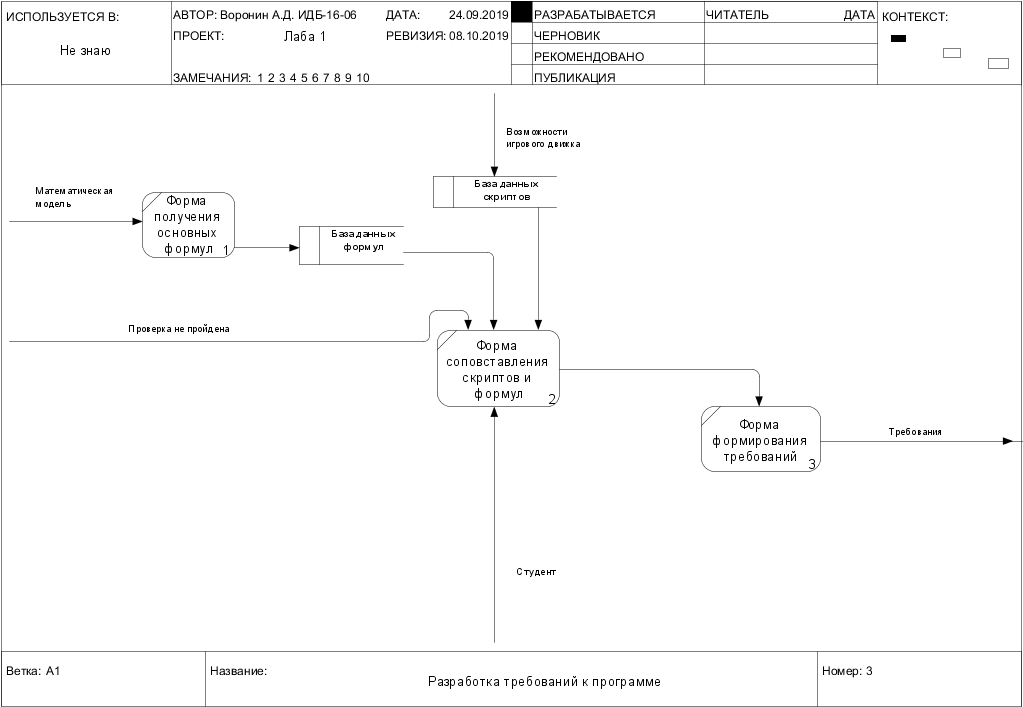 ИСПОЛЬЗУЕТСЯ В:
Не знаю
АВТОР: Воронин А.Д. ИДБ-16-06
ДАТА: 24.09.2019
ПРОЕКТ: Лаба 1
РЕВИЗИЯ: 08.10.2019
ЗАМЕЧАНИЯ: 1 2 3 4 5 6 7 8 9 10
РАЗРАБАТЫВАЕТСЯ
ЧЕРНОВИК
РЕКОМЕНДОВАНО
ПУБЛИКАЦИЯ
ЧИТАТЕЛЬ ДАТА
КОНТЕКСТ:
Возможности
игрового движка
База данных
скриптов
Математическая
модель
Форма
получения
основных
формул 1
База данных
формул
Проверка не пройдена
Форма
соповставления
скриптов и
формул 2
Форма
формирования
требований 3
Требования
Студент
Ветка: A1
Название:
Разработка требований к программе
Номер: 3